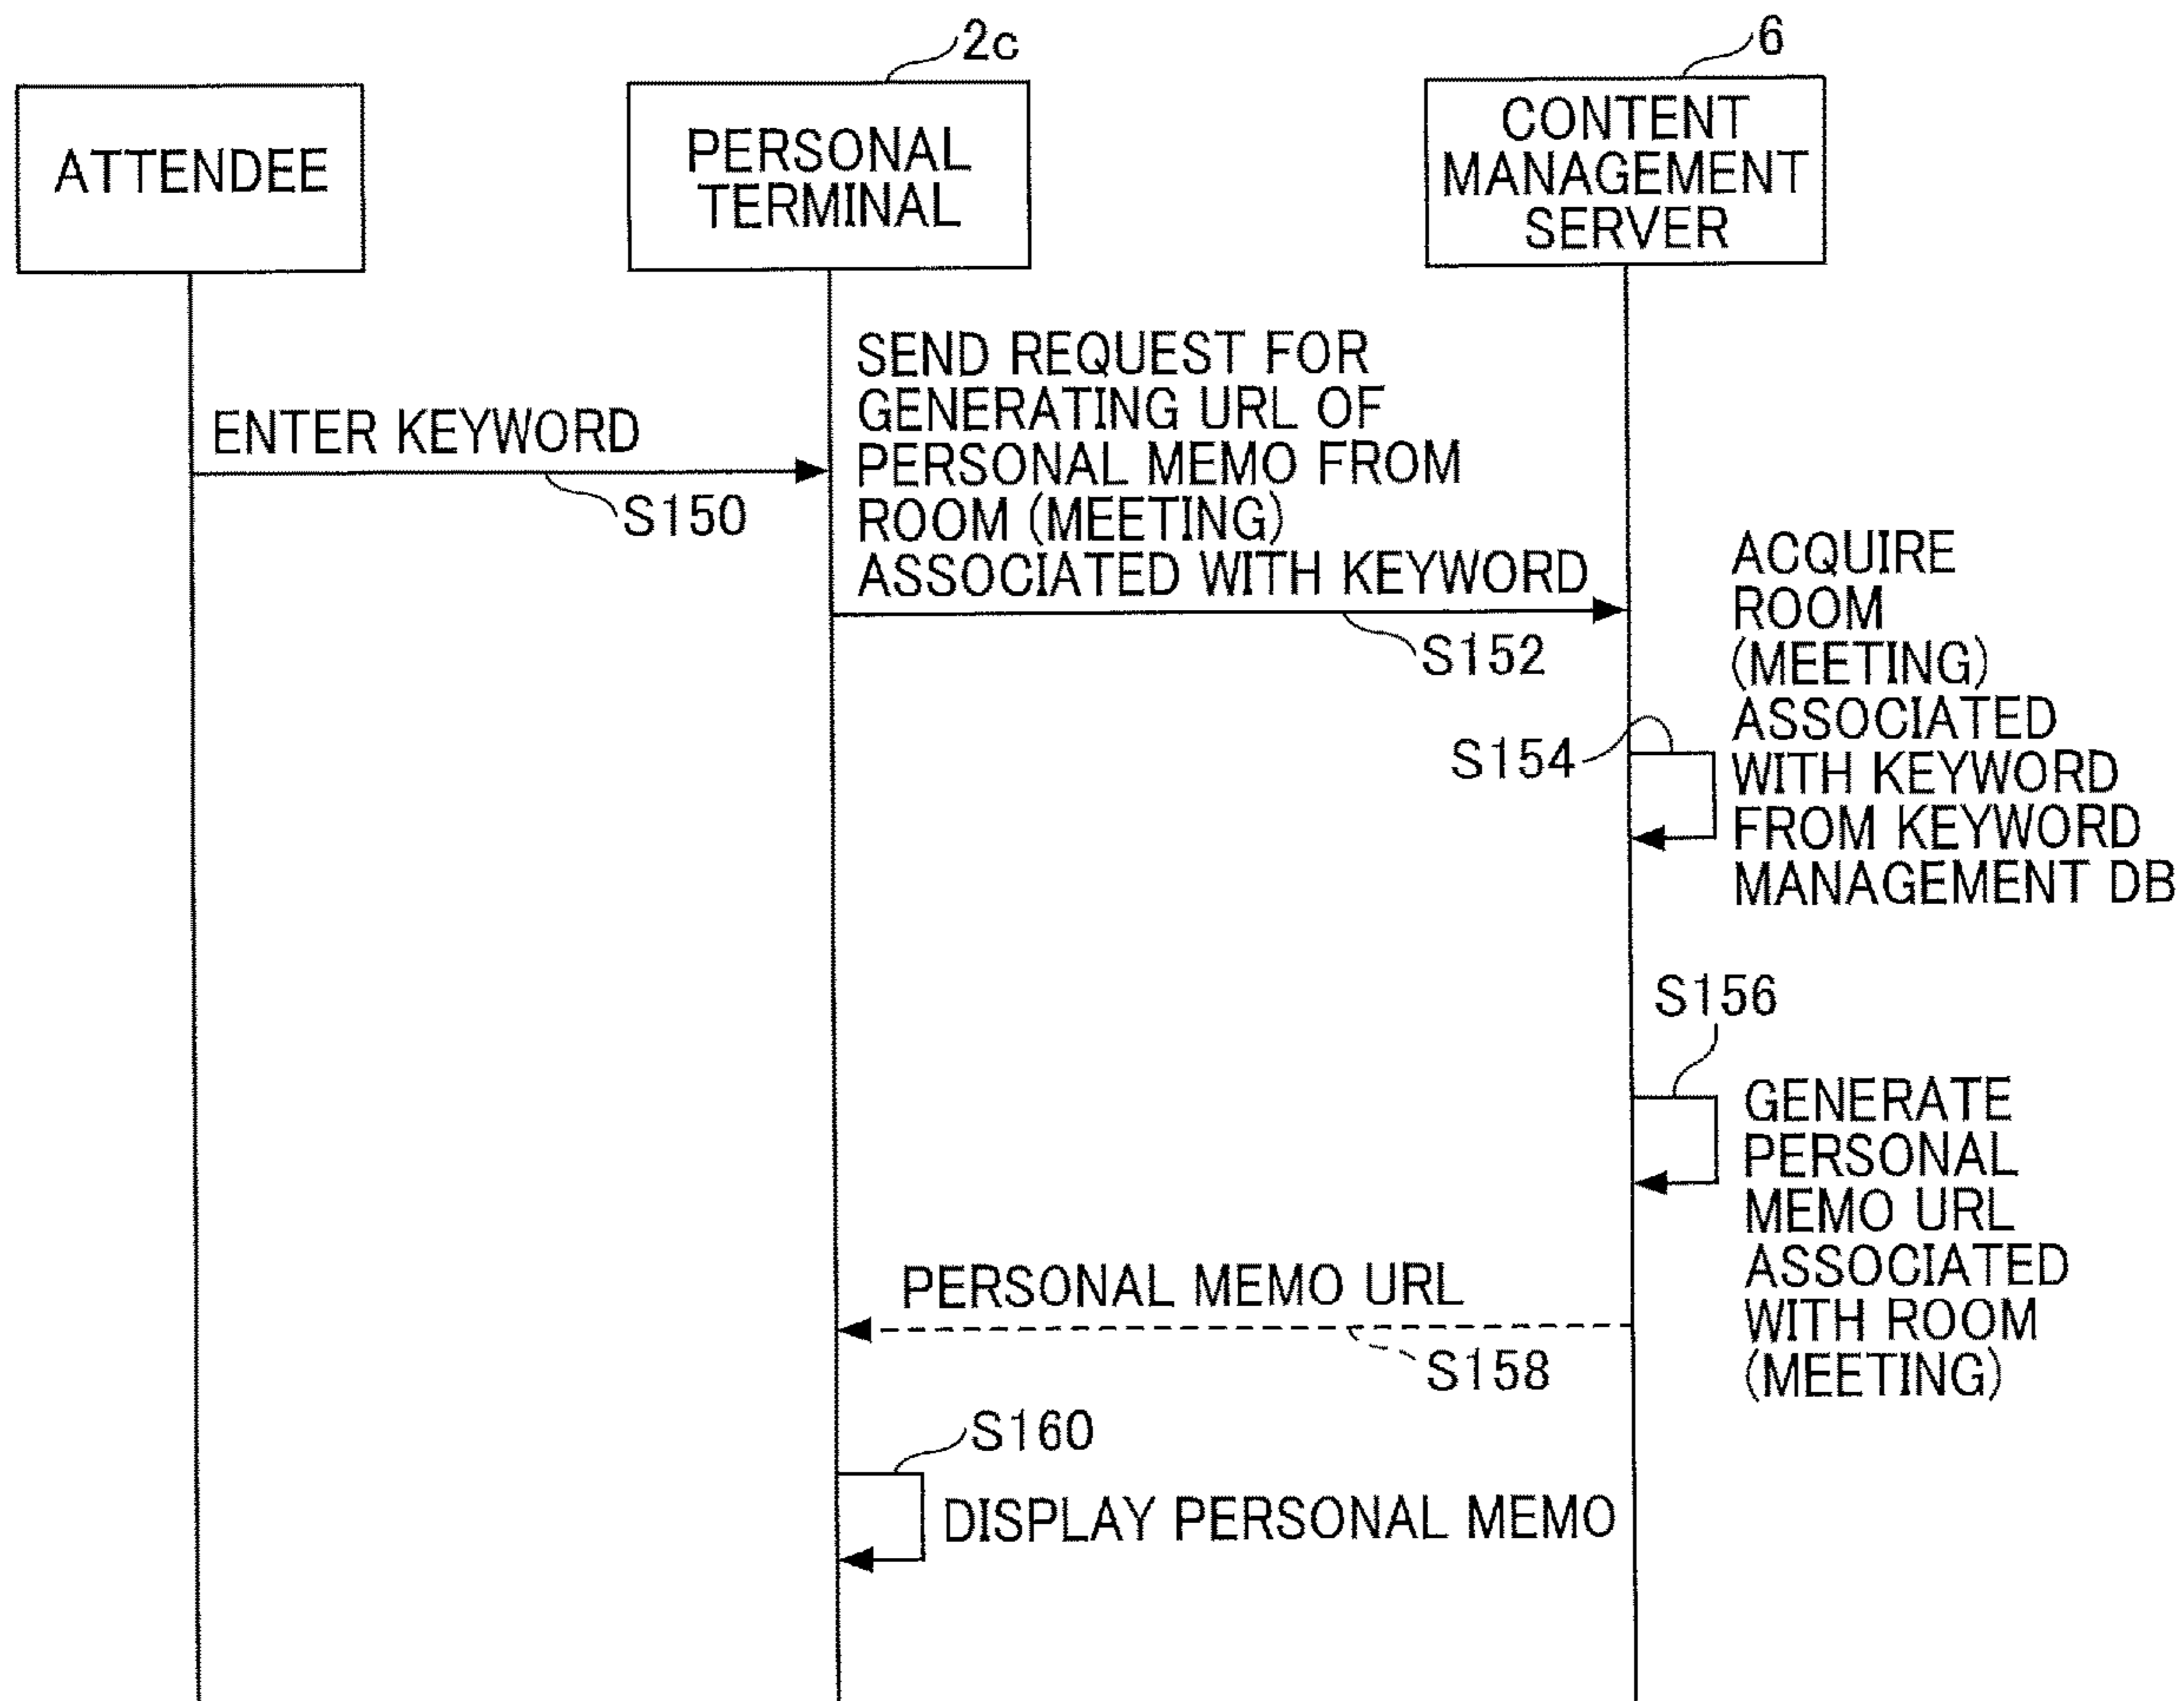 2c
6
ATTENDEE
PERSONAL
TERMINAL
CONTENT
MANAGEMENT
SERVER
SEND REQUEST FOR
GENERATING URL OF
PERSONAL MEMO FROM
ROOM (MEETING)
ASSOCIATED WITH KEYWORD
ENTER KEYWORD
S150
S152
ACQUIRE
ROOM
(MEETING)
ASSOCIATED
WITH KEYWORD
FROM KEYWORD
MANAGEMENT DB
S154
S156
GENERATE
PERSONAL
MEMO URL
ASSOCIATED
WITH ROOM
(MEETING)
PERSONAL MEMO URL
S158
S160
DISPLAY PERSONAL MEMO